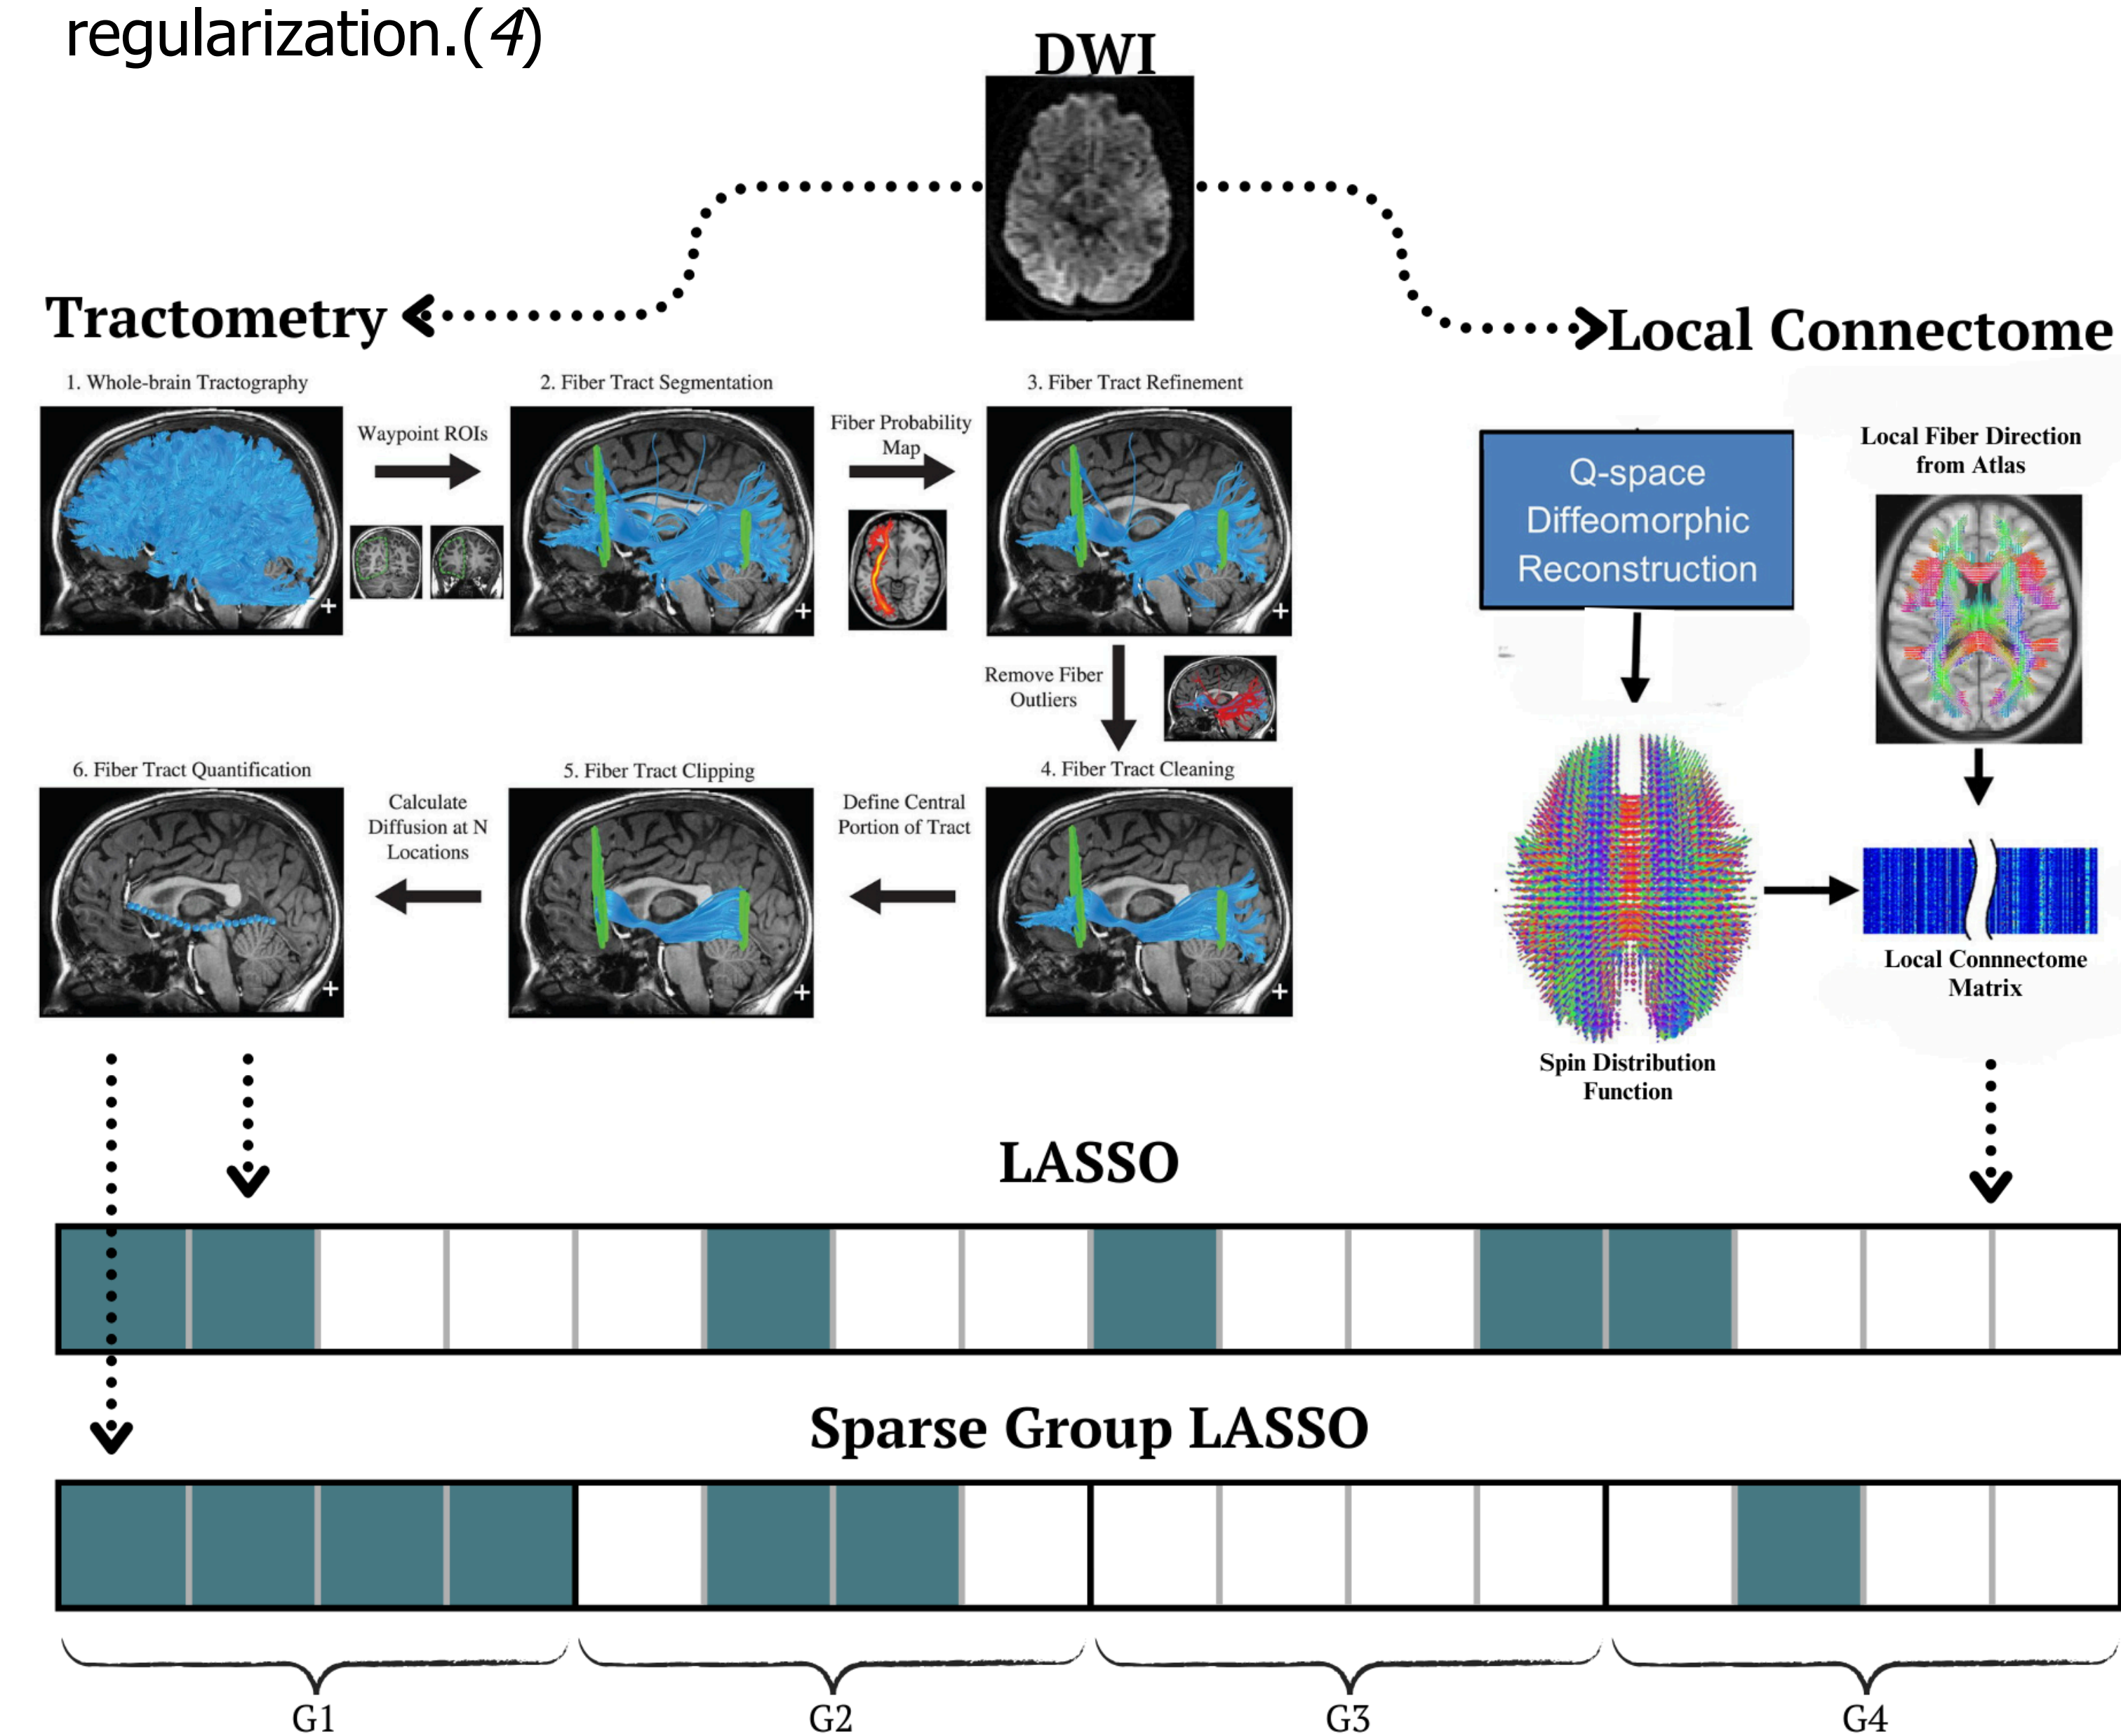 regularization.(4)
DWI
Tractometry
Local Connectome
1. Whole-brain Tractography
Waypoint ROIs
2. Fiber Tract Segmentation
Fiber Probability
Map
3. Fiber Tract Refinement
Remove Fiber
Outliers
4. Fiber Tract Cleaning
Define Central
Portion of Tract
5. Fiber Tract Clipping
Calculate
Diffusion at N
Locations
6. Fiber Tract Quantification
Q-space
Diffeomorphic
Reconstruction
Local Fiber Direction
from Atlas
Spin Distribution
Function
Local Connnectome
Matrix
LASSO
Sparse Group LASSO
G1
G2
G3
G4